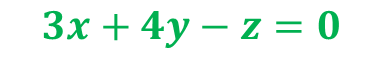 3x + 4y − z = 0